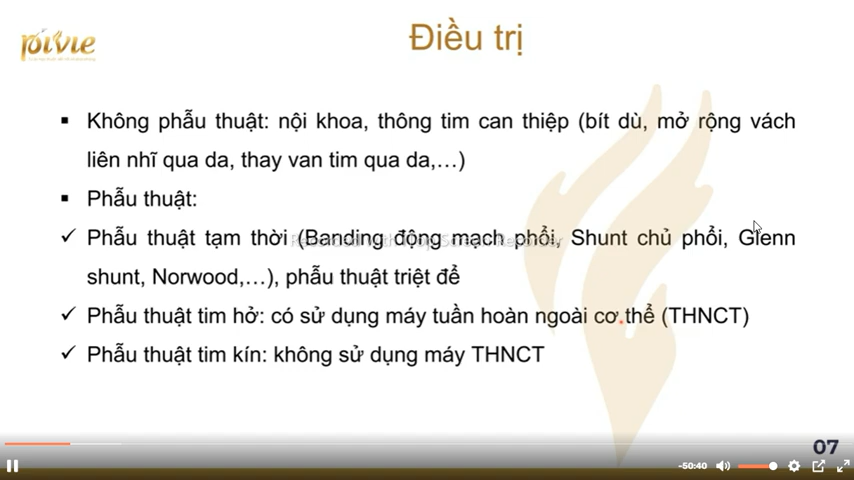 pivie
Điều trị
▪ Không phẫu thuật: nội khoa, thông tim can thiệp (bít dù, mở rộng vách
liên nhĩ qua da, thay van tim qua da,…)
▪ Phẫu thuật:
✓ Phẫu thuật tạm thời (Banding động mạch phổi, Shunt chủ phổi, Glenn
shunt, Norwood,…), phẫu thuật triệt để
✓ Phẫu thuật tim hở: có sử dụng máy tuần hoàn ngoài cơ thể (THNCT)
✓ Phẫu thuật tim kín: không sử dụng máy THNCT
07
-50:40